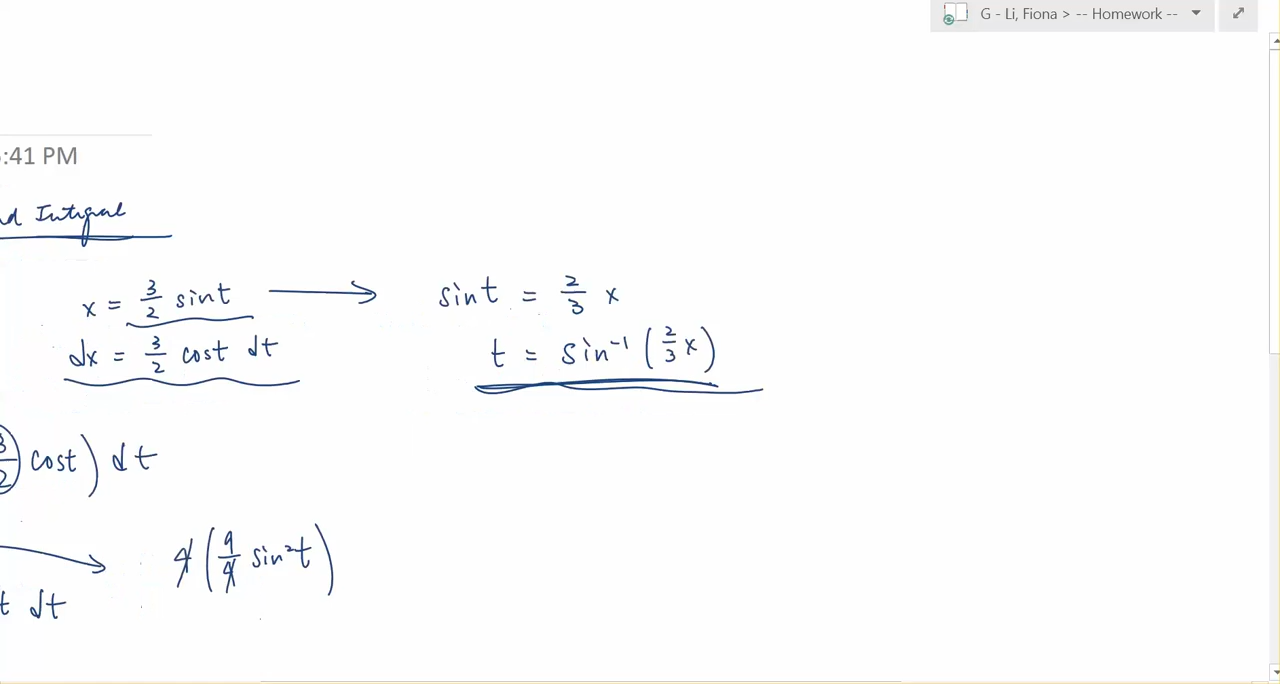 G - Li, Fiona > -- Homework --
:41 PM
Integral
x = 3/2 sint → sint = 2/3 x
dx = 3/2 cost dt
t = sin⁻¹ (2/3 x)
3/2 cost) dt
4(9/4 sin²t)
t dt